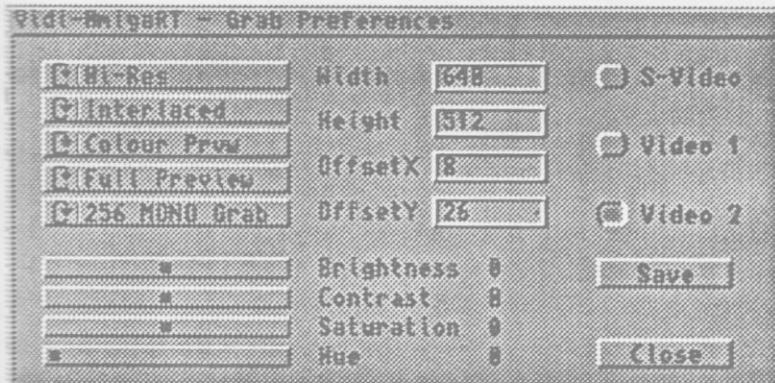 Vidi-AmigaRT - Grab Preferences
Hi-Res
Interlaced
Colour Prvw
Full Preview
256 MONO Grab
Width 640
Height 512
OffsetX 8
OffsetY 26
S-Video
Video 1
Video 2
Brightness 0
Contrast 0
Saturation 0
Hue 0
Save
Close